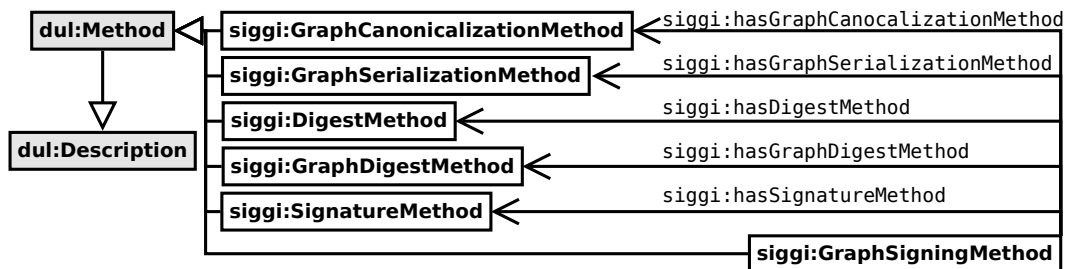 dul:Method
siggi:GraphCanonicalizationMethod
siggi:hasGraphCanocalizationMethod
siggi:GraphSerializationMethod
siggi:hasGraphSerializationMethod
siggi:DigestMethod
siggi:hasDigestMethod
dul:Description
siggi:GraphDigestMethod
siggi:hasGraphDigestMethod
siggi:SignatureMethod
siggi:hasSignatureMethod
siggi:GraphSigningMethod